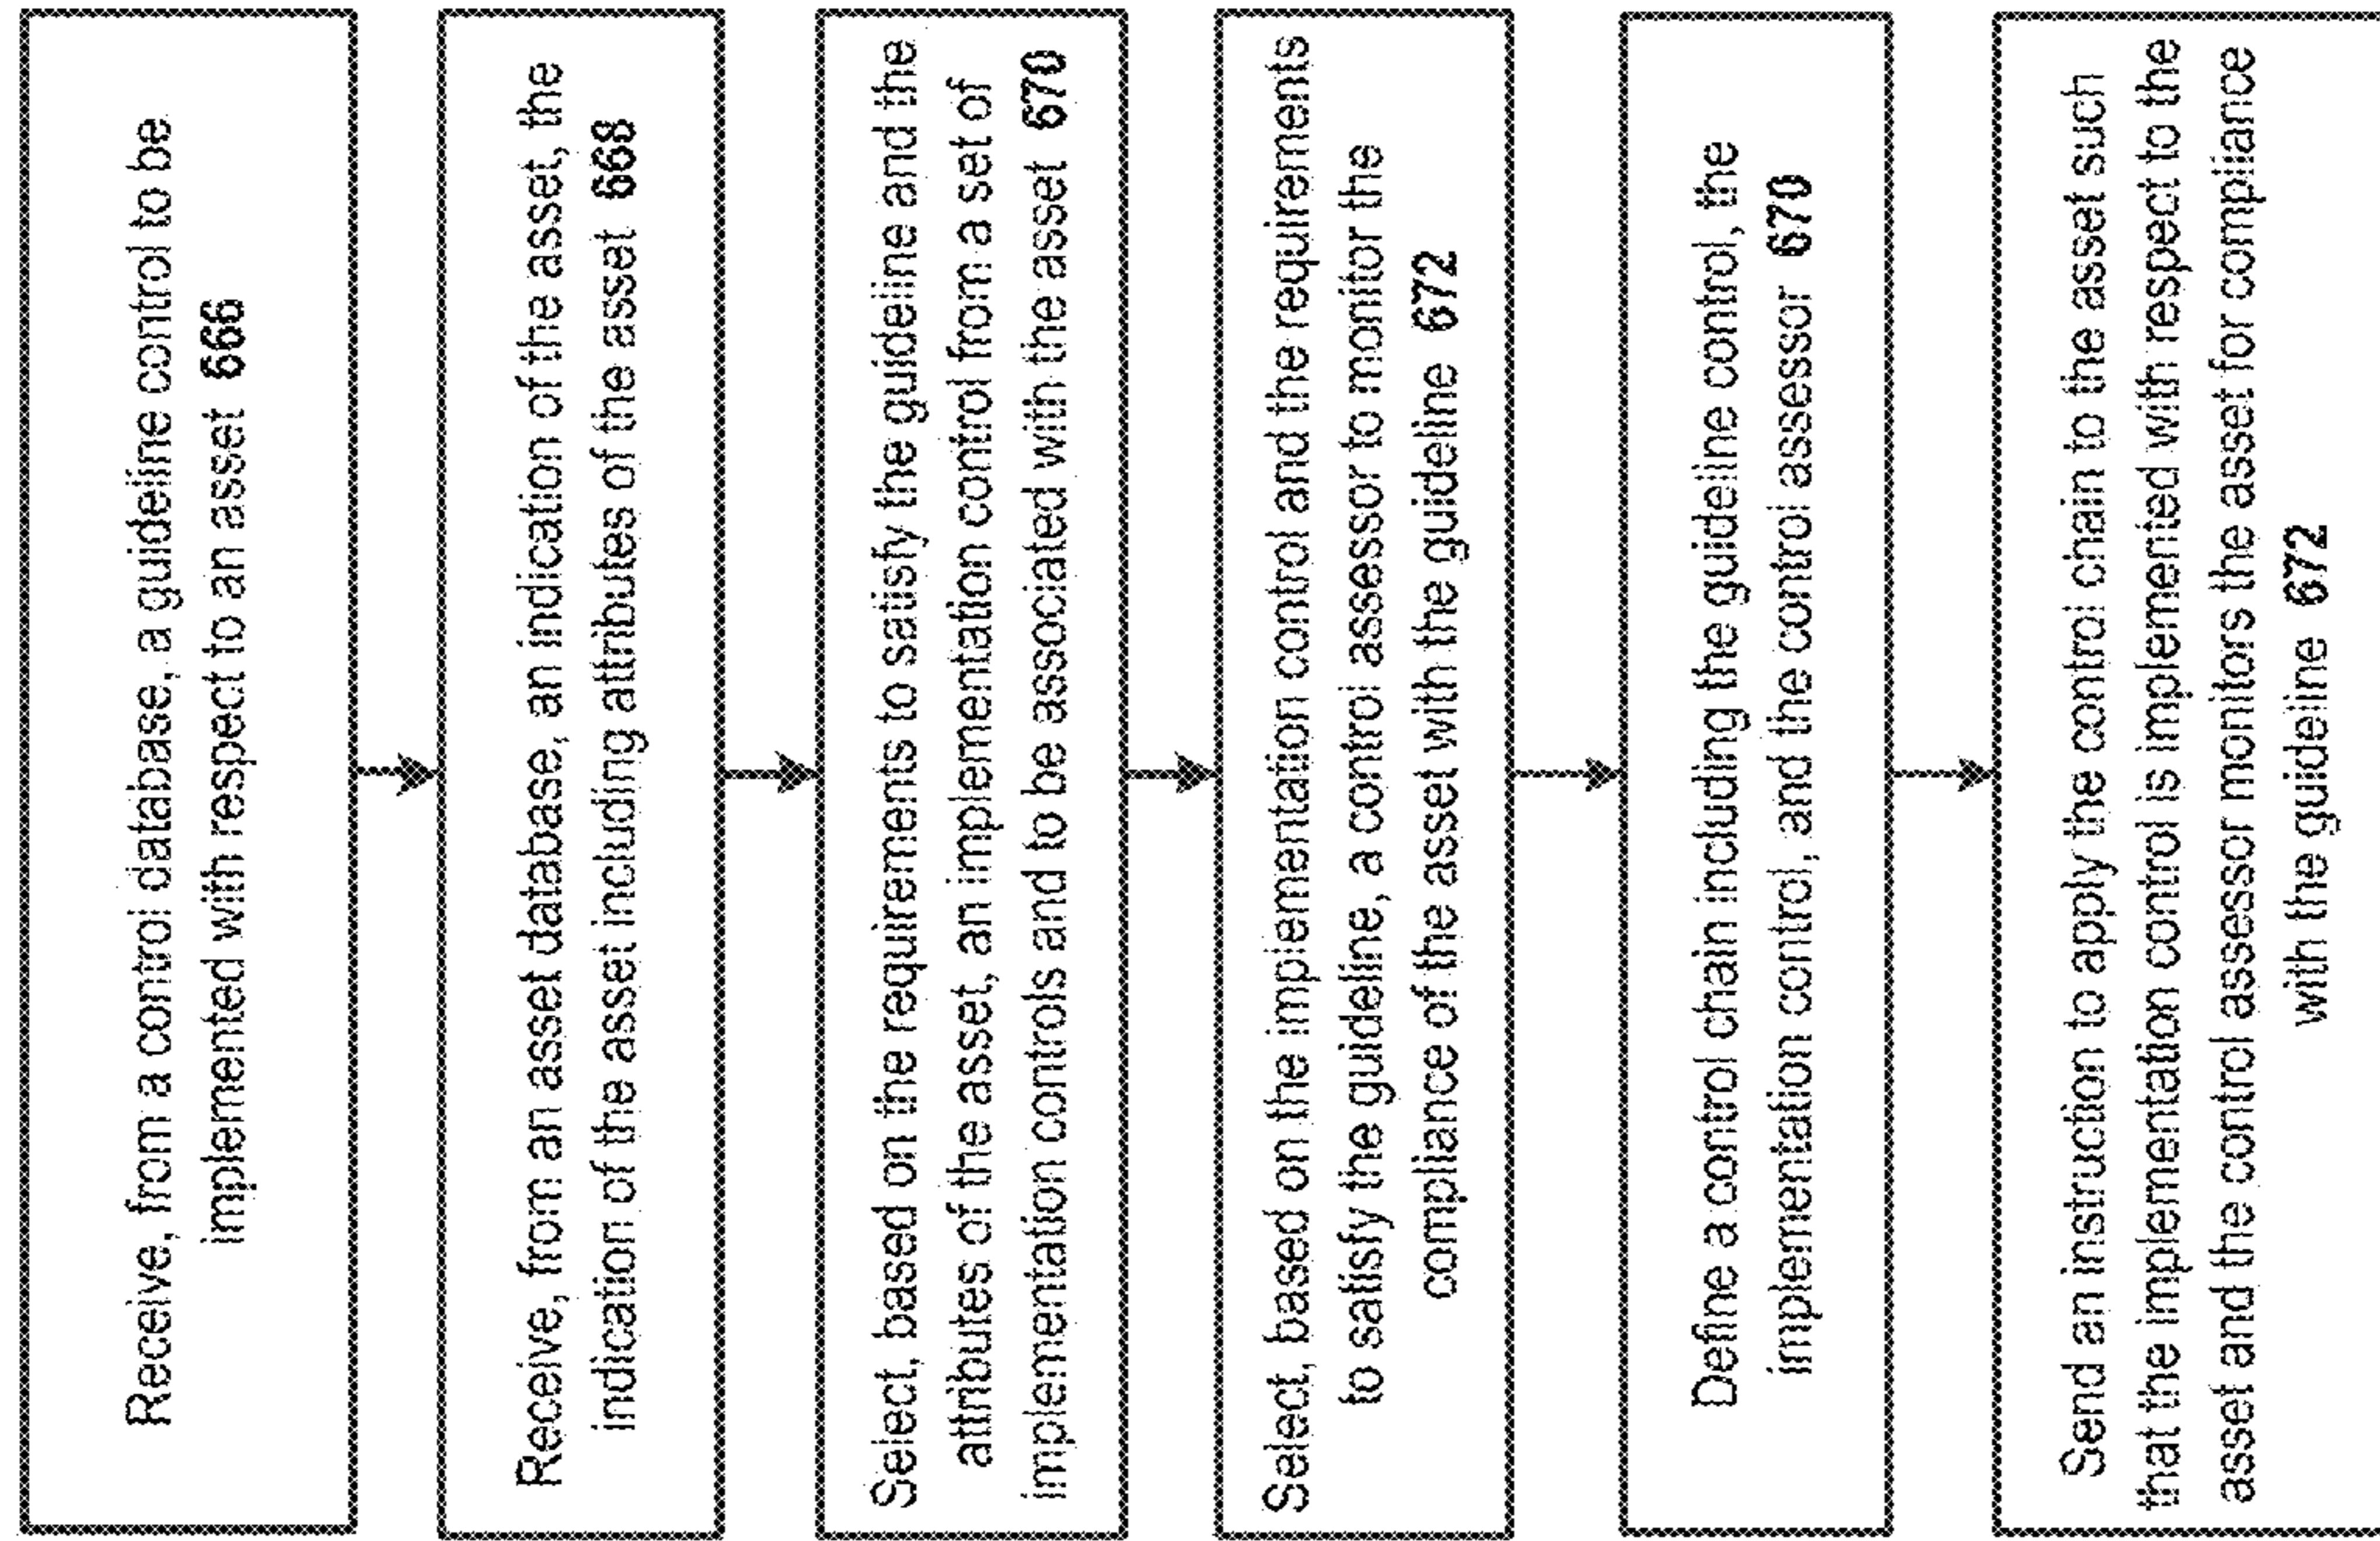 Receive, from a control database, a guideline control to be
implemented with respect to an asset 666
Receive, from an asset database, an indication of the asset, the
indication of the asset including attributes of the asset 668
Select, based on the requirements to satisfy the guideline and the
attributes of the asset, an implementation control from a set of
implementation controls and to be associated with the asset 670
Select, based on the implementation control and the requirements
to satisfy the guideline, a control assessor to monitor the
compliance of the asset with the guideline 672
Define a control chain including the guideline control, the
implementation control, and the control assessor 670
Send an instruction to apply the control chain to the asset such
that the implementation control is implemented with respect to the
asset and the control assessor monitors the asset for compliance
with the guideline 672